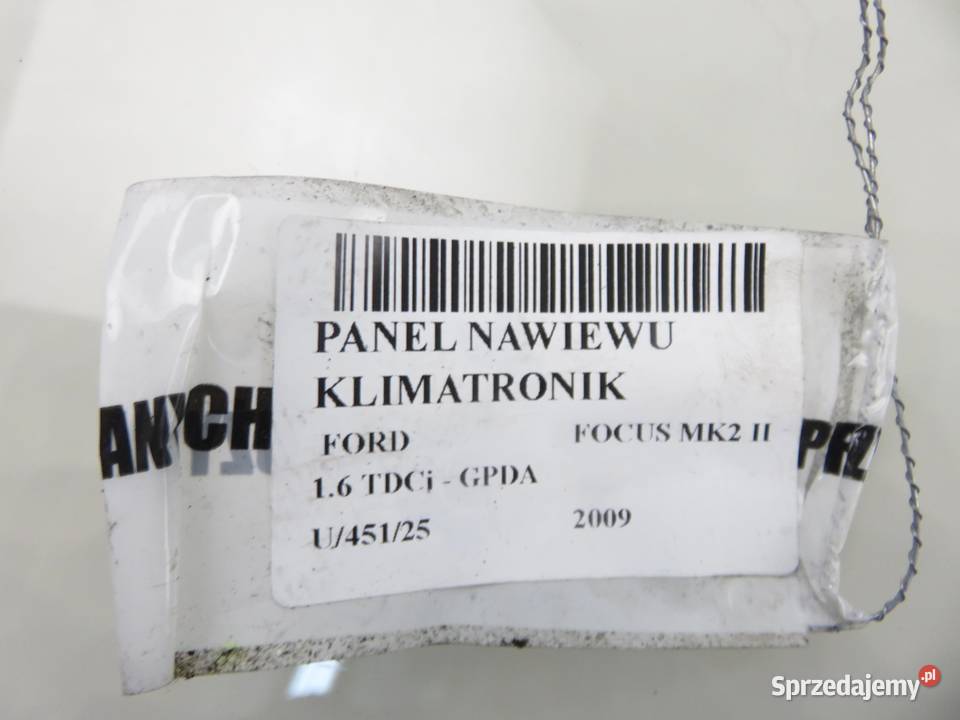 PANEL NAWIEWU
KLIMATRONIK
FORD FOCUS MK2 II
1.6 TDCi - GPDA
U/451/25 2009
Sprzedajemy.pl